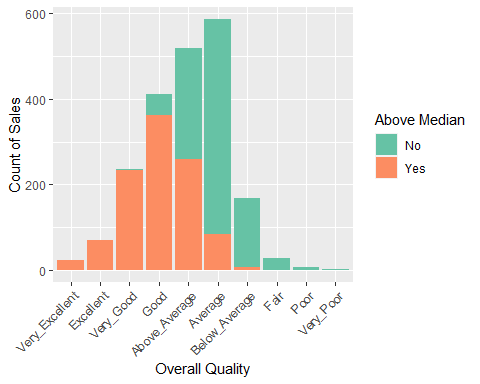 600
400
200
0
Count of Sales
Very_Excellent
Excellent
Very_Good
Good
Above_Average
Average
Below_Average
Fair
Poor
Very_Poor
Overall Quality
Above Median
No
Yes